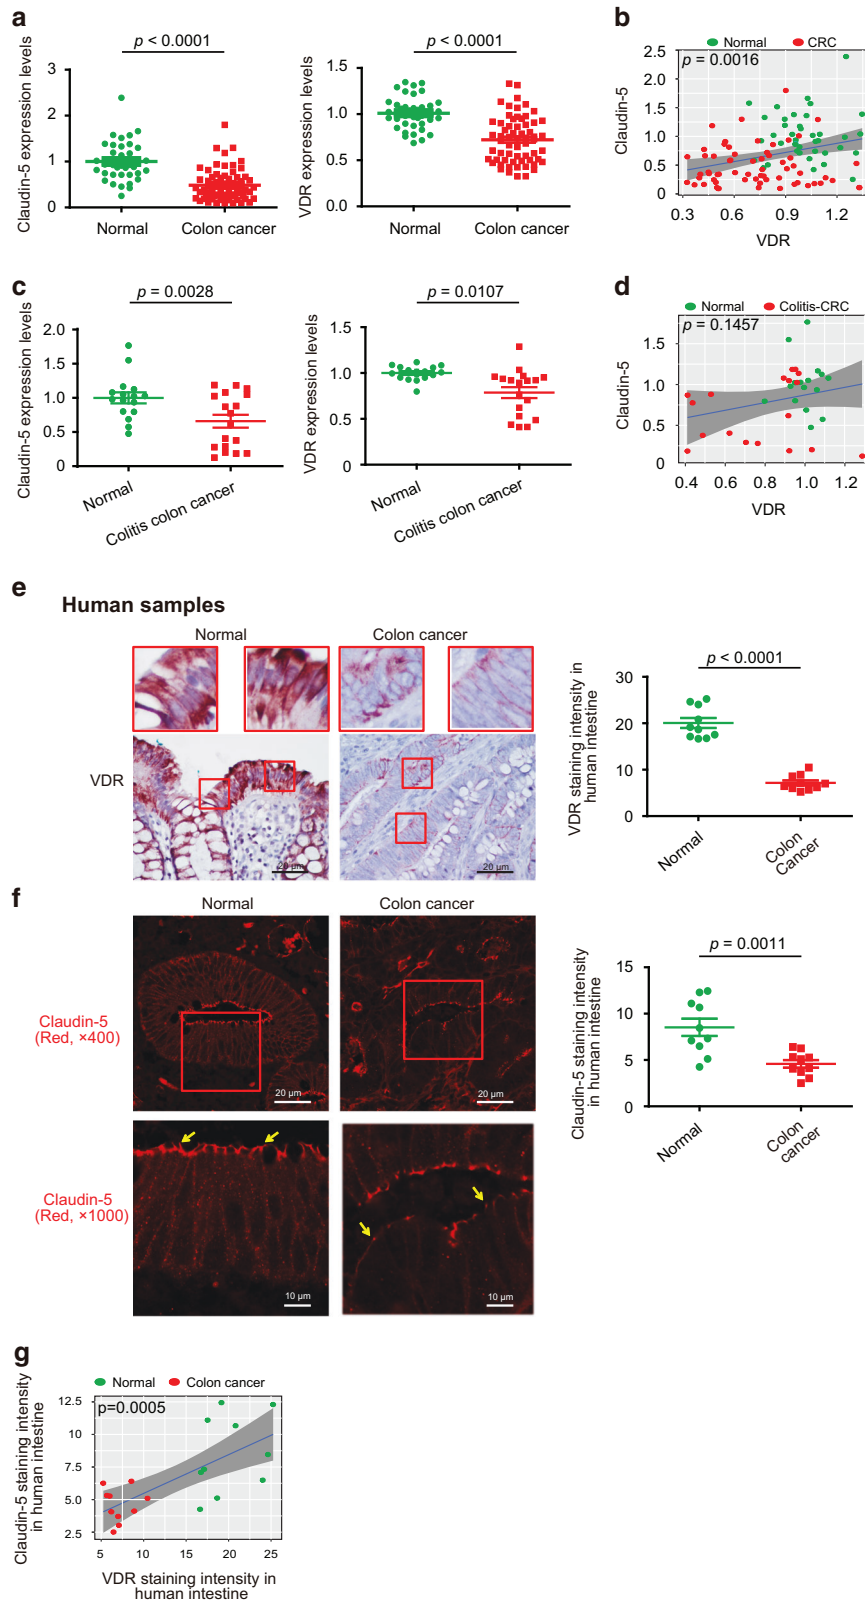 a
p < 0.0001
Claudin-5 expression levels
3
2
1
0
Normal
Colon cancer
p < 0.0001
VDR expression levels
1.5
1.0
0.5
0.0
Normal
Colon cancer
b
Normal
CRC
p = 0.0016
Claudin-5
2.5
2.0
1.5
1.0
0.5
0
0.3
0.6
0.9
1.2
VDR
c
p = 0.0028
Claudin-5 expression levels
2.0
1.5
1.0
0.5
0
Normal
Colitis colon cancer
p = 0.0107
VDR expression levels
1.5
1.0
0.5
0
Normal
Colitis colon cancer
d
Normal
Colitis-CRC
p = 0.1457
Claudin-5
1.5
1.0
0.5
0
0.4
0.6
0.8
1.0
1.2
VDR
e
Human samples
Normal
Colon cancer
VDR
20 µm
20 µm
p < 0.0001
VDR staining intensity in
human intestine
30
20
10
0
Normal
Colon
Cancer
f
Normal
Colon cancer
Claudin-5
(Red, ×400)
20 µm
20 µm
Claudin-5
(Red, ×1000)
10 µm
10 µm
p = 0.0011
Claudin-5 staining intensity
in human intestine
15
10
5
0
Normal
Colon
cancer
g
Normal
Colon cancer
p=0.0005
Claudin-5 staining intensity
in human intestine
12.5
10.0
7.5
5.0
2.5
5
10
15
20
25
VDR staining intensity in
human intestine